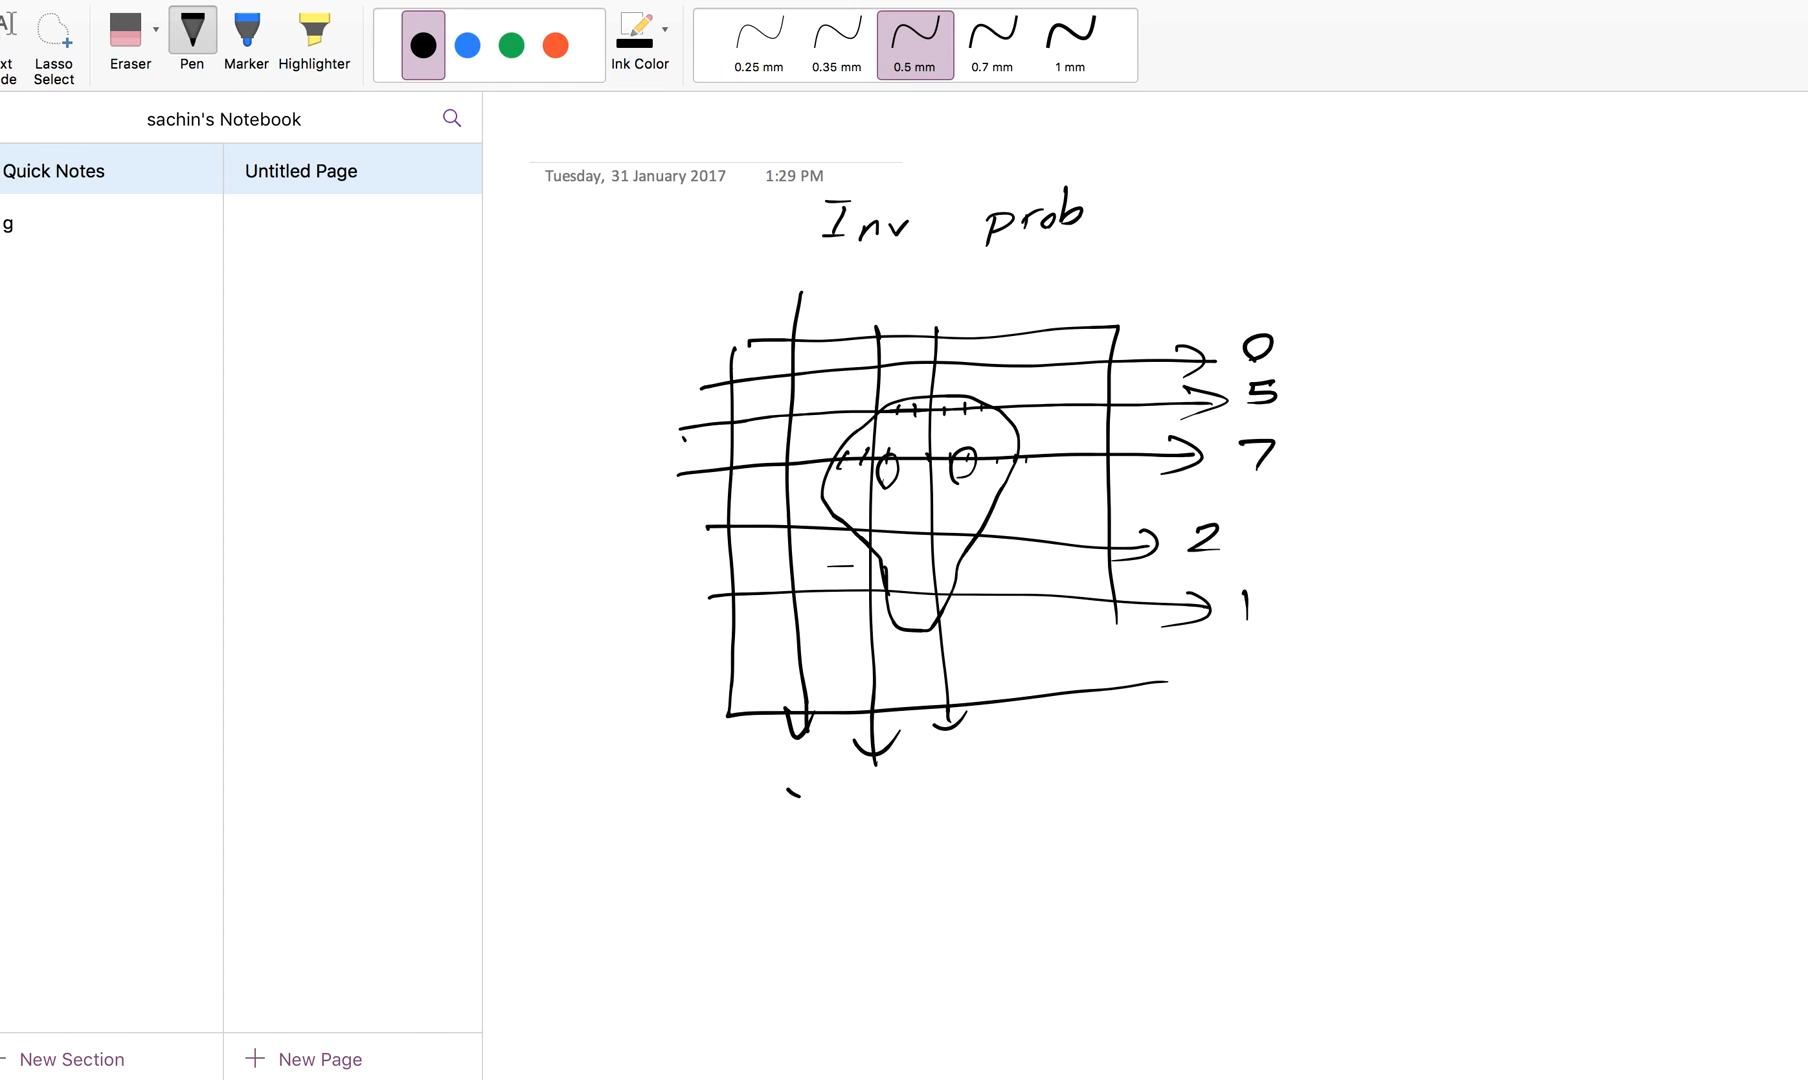 Eraser
Pen
Marker
Highlighter
Ink Color
0.25 mm
0.35 mm
0.5 mm
0.7 mm
1 mm
Lasso
Select
sachin's Notebook
Quick Notes
Untitled Page
g
Tuesday, 31 January 2017 1:29 PM
Inv prob
0
5
7
2
1
New Section
New Page